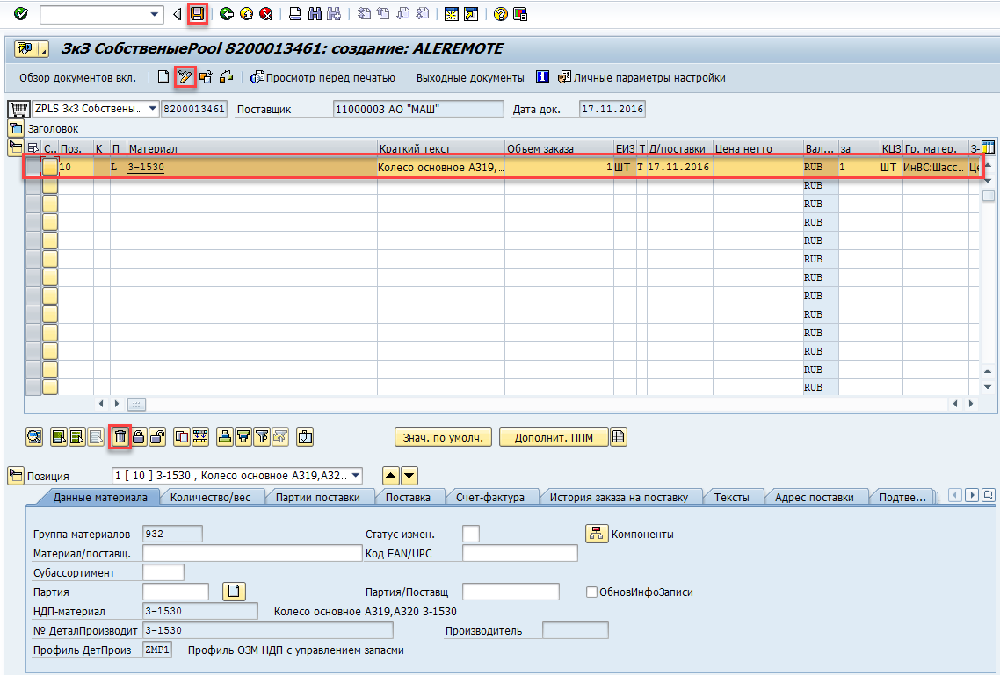 ЗкЗ СобственыеPool 8200013461: создание: ALEREMOTE
Обзор документов вкл. Просмотр перед печатью Выходные документы Личные параметры настройки
ZPLS ЗкЗ Собствены... 8200013461 Поставщик 11000003 АО "МАШ" Дата док. 17.11.2016
Заголовок
С.. Поз. К П Материал Краткий текст Объем заказа ЕИЗ Т Д/поставки Цена нетто Вал... за КЦЗ Гр. матер. З-
10 L 3-1530 Колесо основное А319,... 1 ШТ T 17.11.2016 RUB 1 ШТ ИнВС:Шасс... Це
RUB
RUB
RUB
RUB
RUB
RUB
RUB
RUB
RUB
RUB
RUB
RUB
Знач. по умолч. Дополнит. ППМ
Позиция 1 [ 10 ] 3-1530 , Колесо основное А319,А32...
Данные материала Количество/вес Партии поставки Поставка Счет-фактура История заказа на поставку Тексты Адрес поставки Подтве...
Группа материалов 932 Статус измен. Компоненты
Материал/поставщ. Код EAN/UPC
Субассортимент
Партия Партия/Поставщ ОбновИнфоЗаписи
НДП-материал 3-1530 Колесо основное А319,А320 3-1530
№ ДеталПроизводит 3-1530 Производитель
Профиль ДетПроиз ZMP1 Профиль ОЗМ НДП с управлением запасми